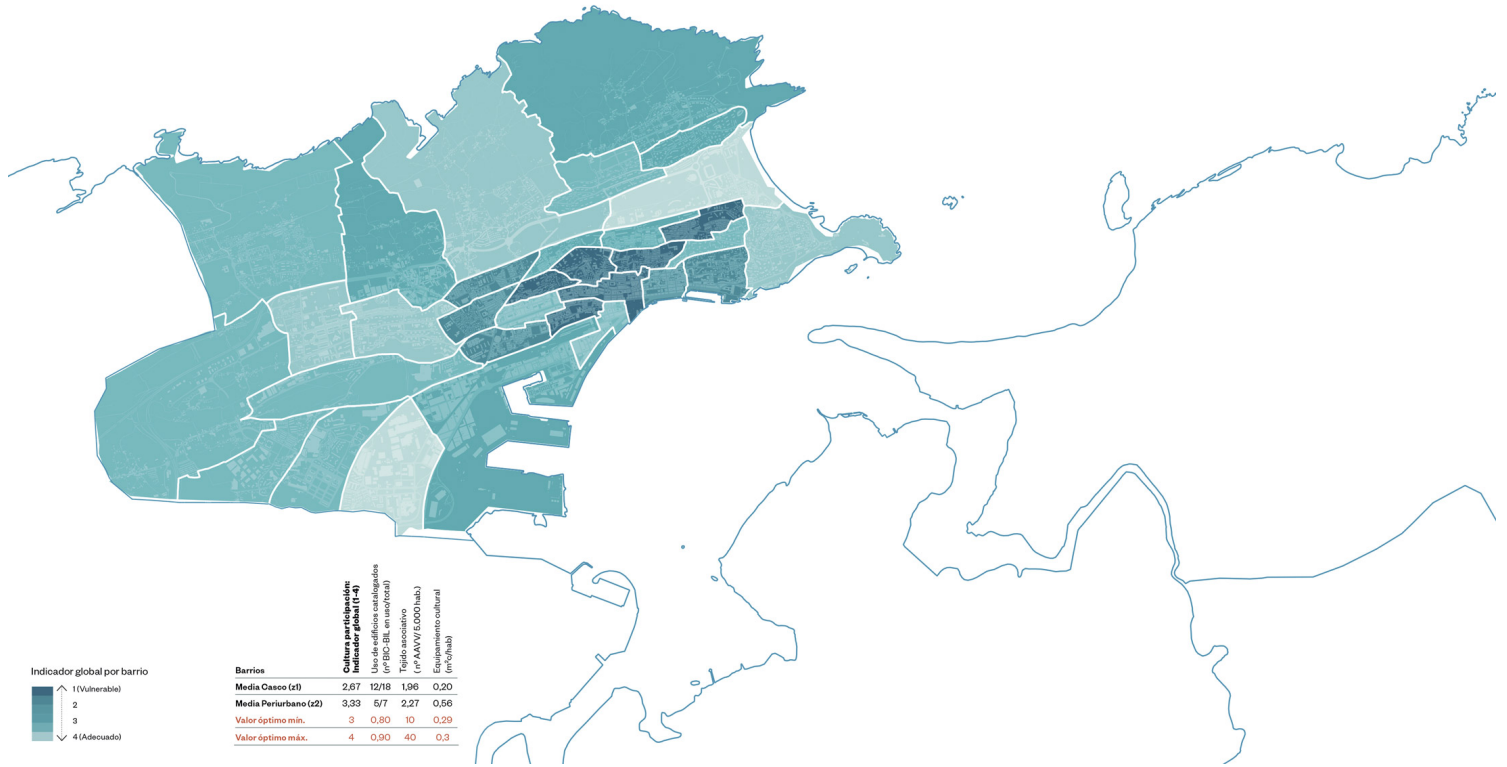 Indicador global por barrio
1 (Vulnerable)
2
3
4 (Adecuado)
Barrios
Cultura participación:
Indicador global (1-4)
Uso de edificios catalogados
(nº BIC-BIL en uso/total)
Tejido asociativo
( nº AAVV/ 5.000 hab.)
Equipamiento cultural
(m²c/hab)
Media Casco (z1) 2,67 12/18 1,96 0,20
Media Periurbano (z2) 3,33 5/7 2,27 0,56
Valor óptimo mín. 3 0,80 10 0,29
Valor óptimo máx. 4 0,90 40 0,3